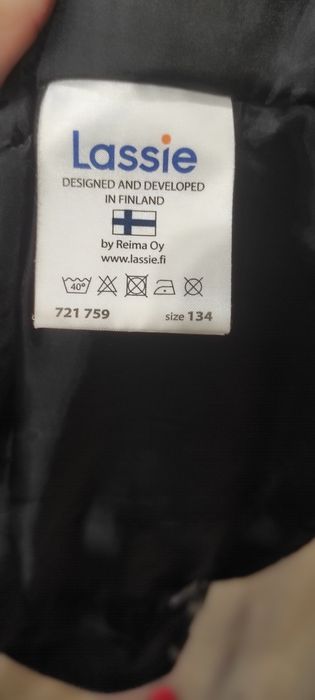 Lassie
DESIGNED AND DEVELOPED
IN FINLAND
by Reima Oy
www.lassie.fi
40°
721 759 size 134